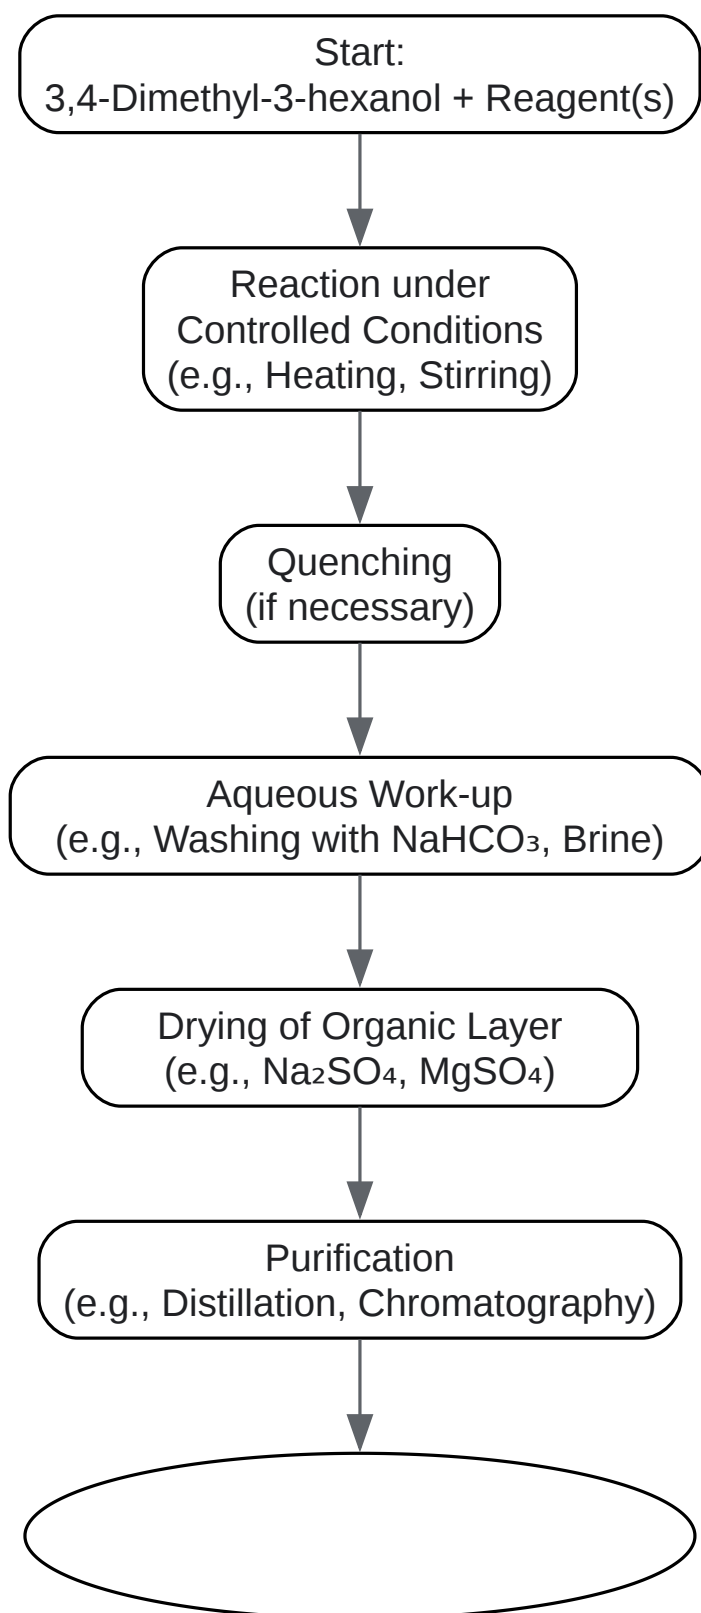 Start:
3,4-Dimethyl-3-hexanol + Reagent(s)
Reaction under
Controlled Conditions
(e.g., Heating, Stirring)
Quenching
(if necessary)
Aqueous Work-up
(e.g., Washing with NaHCO₃, Brine)
Drying of Organic Layer
(e.g., Na₂SO₄, MgSO₄)
Purification
(e.g., Distillation, Chromatography)